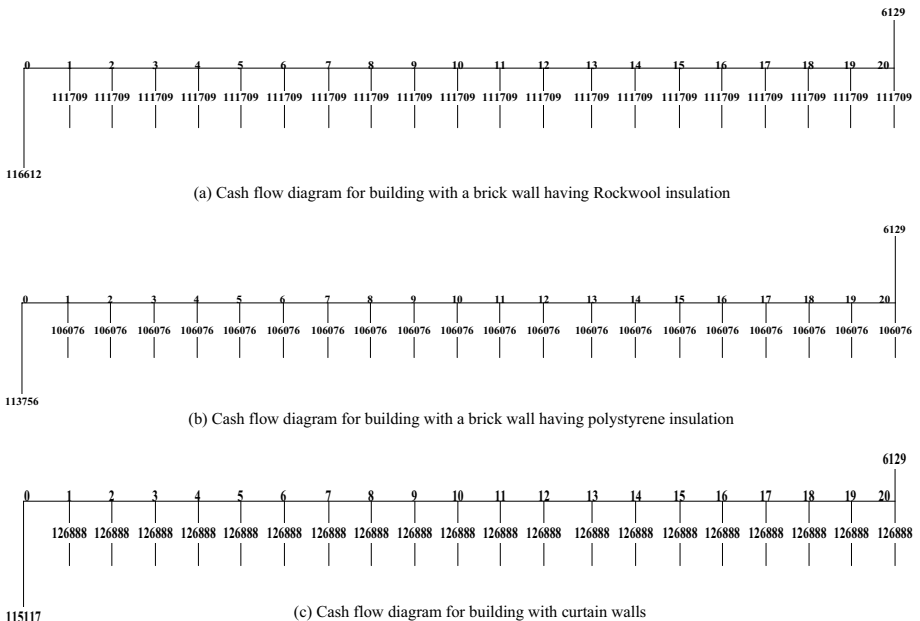 6129
0 1 2 3 4 5 6 7 8 9 10 11 12 13 14 15 16 17 18 19 20
111709 111709 111709 111709 111709 111709 111709 111709 111709 111709 111709 111709 111709 111709 111709 111709 111709 111709 111709 111709
116612
(a) Cash flow diagram for building with a brick wall having Rockwool insulation
6129
0 1 2 3 4 5 6 7 8 9 10 11 12 13 14 15 16 17 18 19 20
106076 106076 106076 106076 106076 106076 106076 106076 106076 106076 106076 106076 106076 106076 106076 106076 106076 106076 106076 106076
113756
(b) Cash flow diagram for building with a brick wall having polystyrene insulation
6129
0 1 2 3 4 5 6 7 8 9 10 11 12 13 14 15 16 17 18 19 20
126888 126888 126888 126888 126888 126888 126888 126888 126888 126888 126888 126888 126888 126888 126888 126888 126888 126888 126888 126888
115117
(c) Cash flow diagram for building with curtain walls